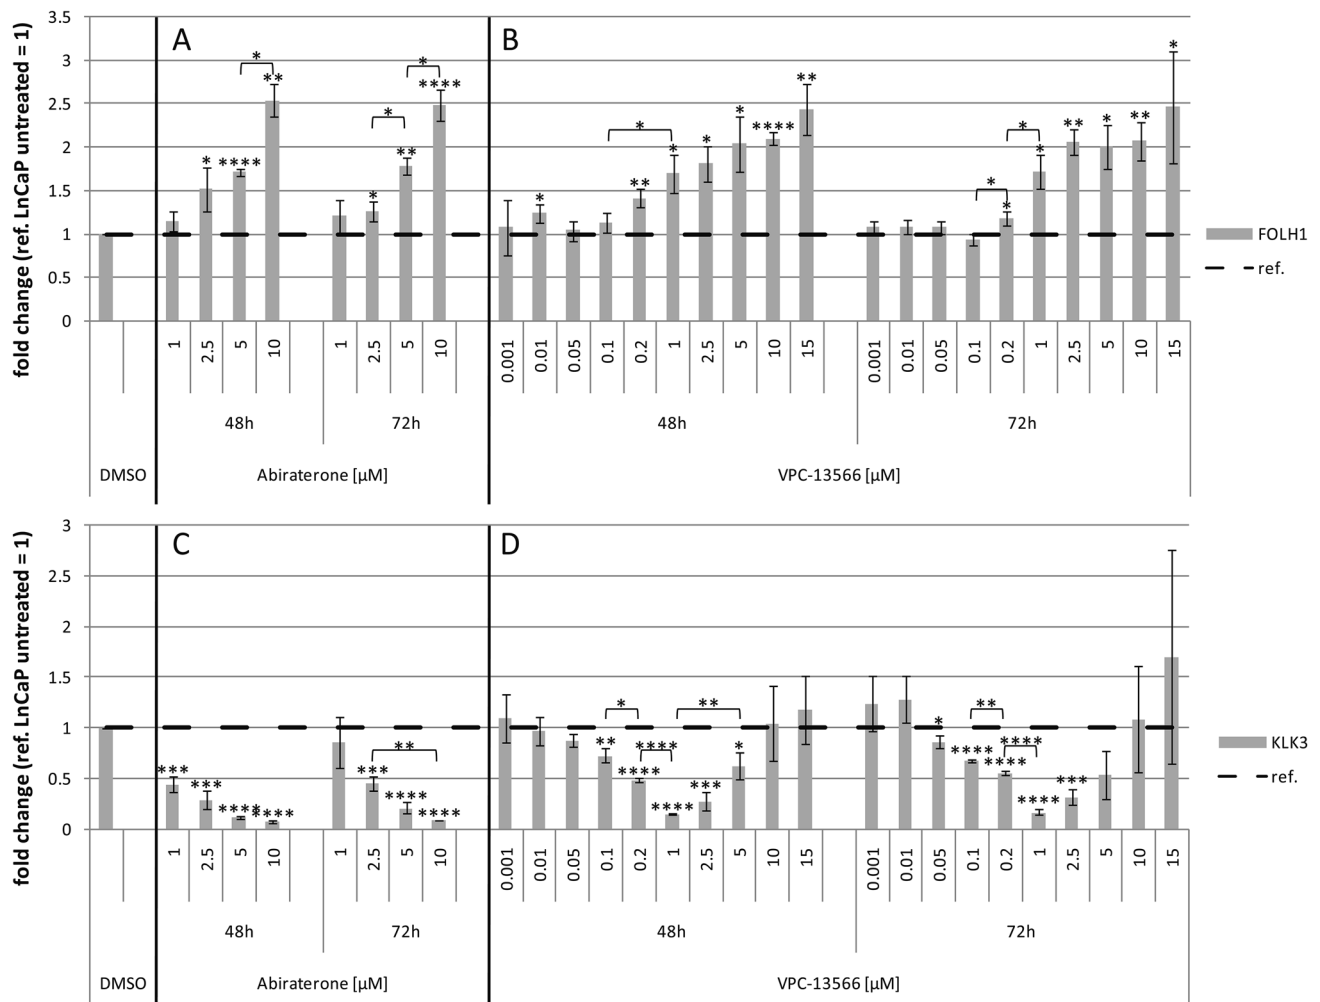 fold change (ref. LnCaP untreated = 1)
3.5
3
2.5
2
1.5
1
0.5
0
A
B
* ** * ****
* **** * * **
* ** * * * **** **
* * * * ** * ** *
FOLH1
ref.
1 2.5 5 10 1 2.5 5 10 0.001 0.01 0.05 0.1 0.2 1 2.5 5 10 15 0.001 0.01 0.05 0.1 0.2 1 2.5 5 10 15
48h 72h 48h 72h
DMSO Abiraterone [µM] VPC-13566 [µM]
fold change (ref. LnCaP untreated = 1)
3
2.5
2
1.5
1
0.5
0
C
D
*** *** **** ****
** *** **** ****
* ** ** **** **** **** *** *
** * **** **** **** **** ***
KLK3
ref.
1 2.5 5 10 1 2.5 5 10 0.001 0.01 0.05 0.1 0.2 1 2.5 5 10 15 0.001 0.01 0.05 0.1 0.2 1 2.5 5 10 15
48h 72h 48h 72h
DMSO Abiraterone [µM] VPC-13566 [µM]